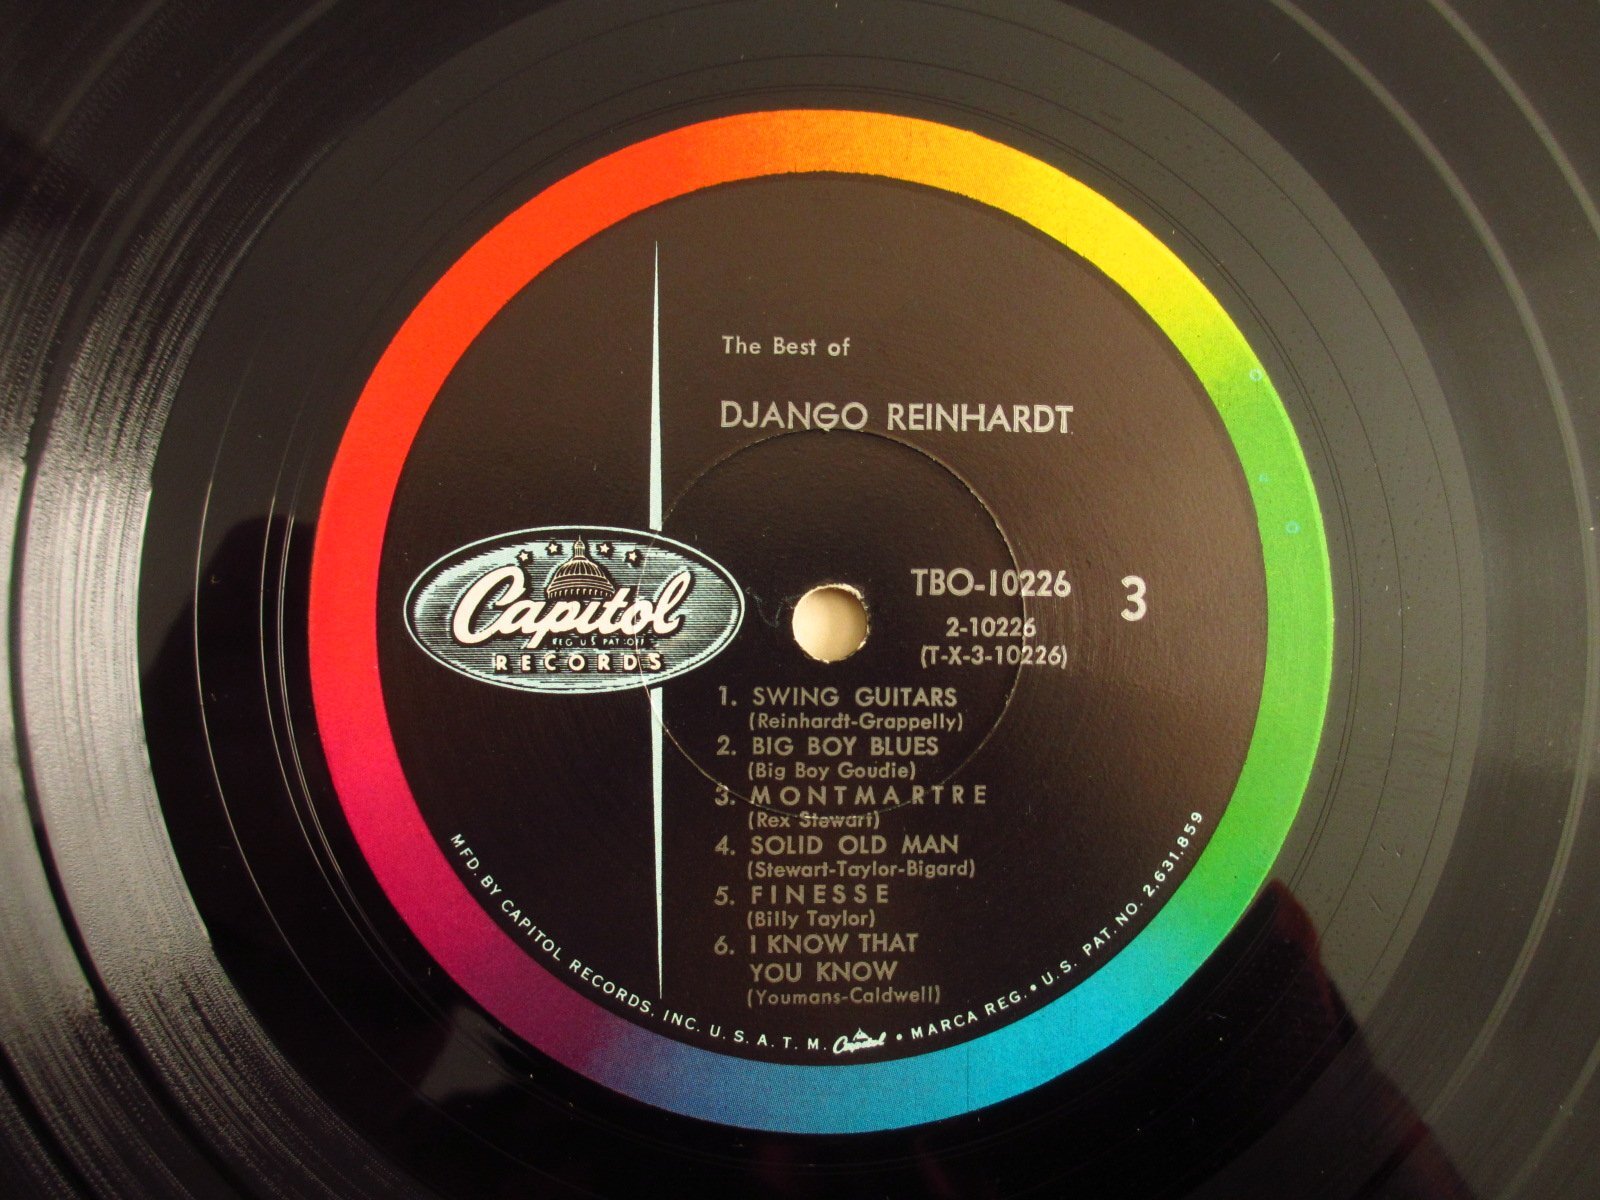 The Best of
DJANGO REINHARDT
Capitol
REG U.S PAT OFF
RECORDS
TBO-10226
3
2-10226
(T-X-3-10226)
1. SWING GUITARS
(Reinhardt-Grappelly)
2. BIG BOY BLUES
(Big Boy Goudie)
3. MONTMARTRE
(Rex Stewart)
4. SOLID OLD MAN
(Stewart-Taylor-Bigard)
5. FINESSE
(Billy Taylor)
6. I KNOW THAT
YOU KNOW
(Youmans-Caldwell)
MFD. BY CAPITOL RECORDS, INC. U. S. A. T. M. Capitol • MARCA REG. • U.S. PAT. NO. 2,631,859